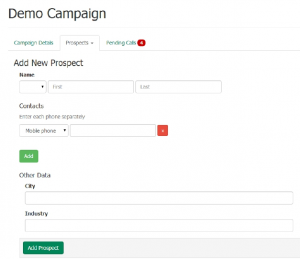 Demo Campaign
Campaign Details Prospects Pending Calls 4
Add New Prospect
Name
First Last
Contacts
Enter each phone separately
Mobile phone
Add
Other Data
City
Industry
Add Prospect